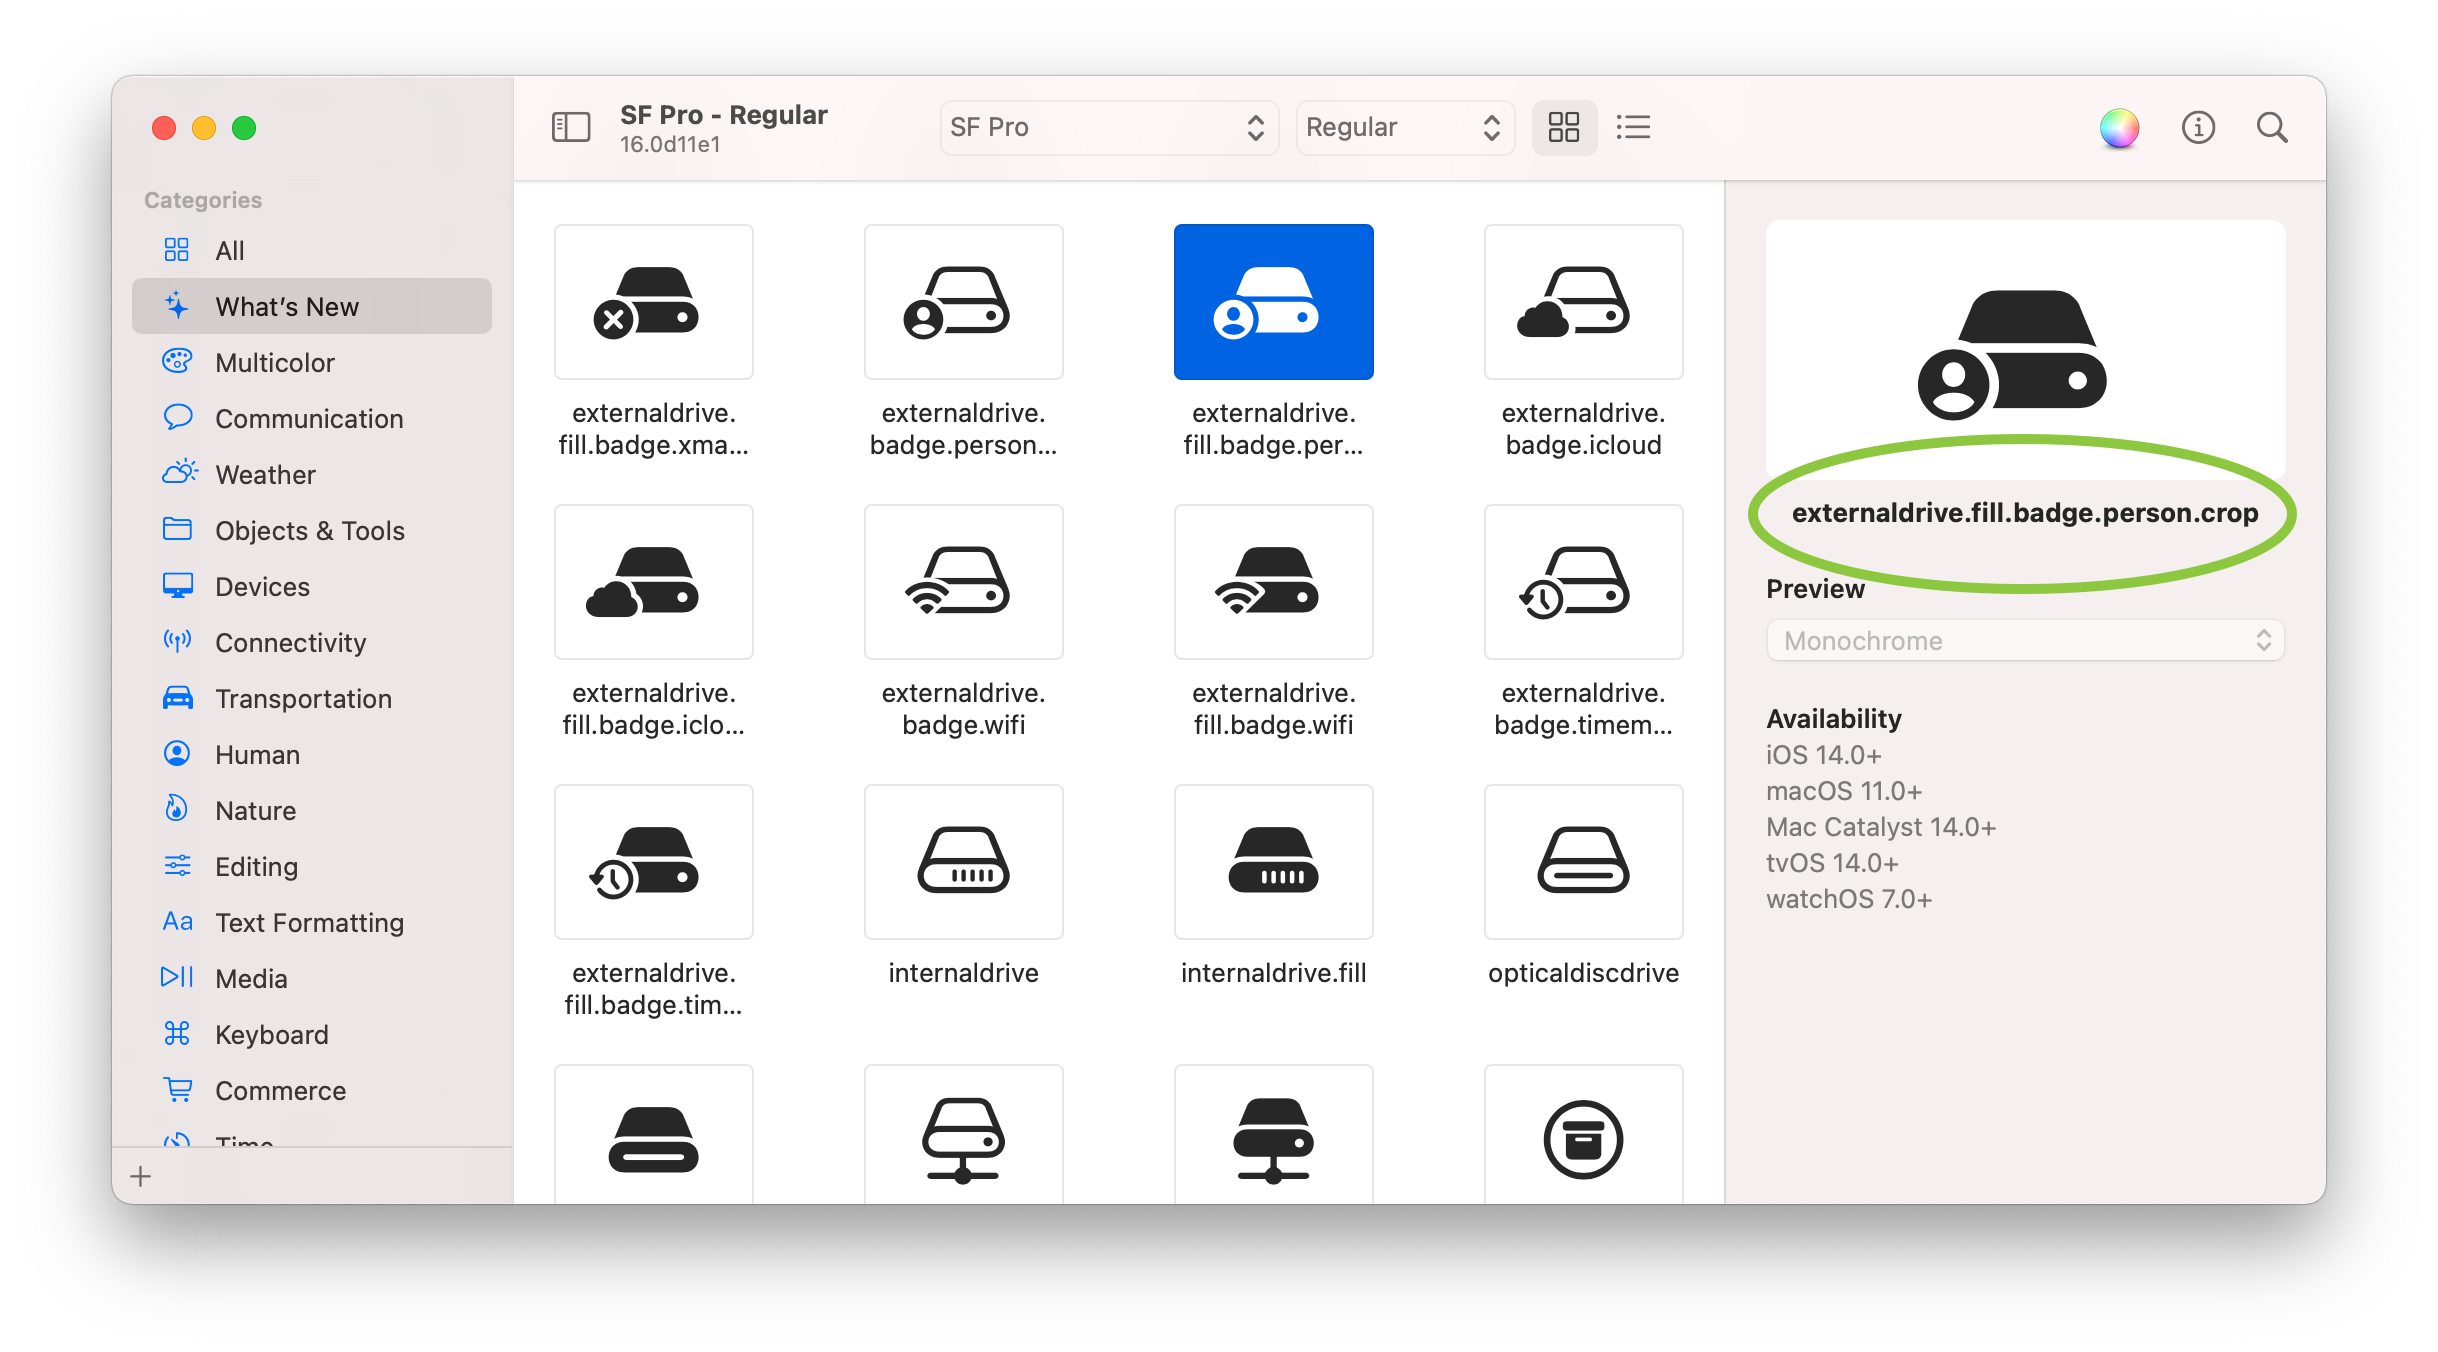 SF Pro - Regular
16.0d11e1
SF Pro
Regular
Categories
All
What's New
Multicolor
Communication
Weather
Objects & Tools
Devices
Connectivity
Transportation
Human
Nature
Editing
Aa Text Formatting
Media
Keyboard
Commerce
Time
externaldrive.
fill.badge.xma...
externaldrive.
badge.person...
externaldrive.
fill.badge.per...
externaldrive.
badge.icloud
externaldrive.
fill.badge.iclo...
externaldrive.
badge.wifi
externaldrive.
fill.badge.wifi
externaldrive.
badge.timem...
externaldrive.
fill.badge.tim...
internaldrive
internaldrive.fill
opticaldiscdrive
externaldrive.fill.badge.person.crop
Preview
Monochrome
Availability
iOS 14.0+
macOS 11.0+
Mac Catalyst 14.0+
tvOS 14.0+
watchOS 7.0+